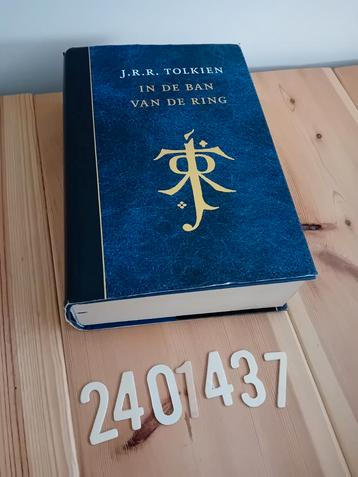 J.R.R. TOLKIEN
IN DE BAN
VAN DE RING
2401437